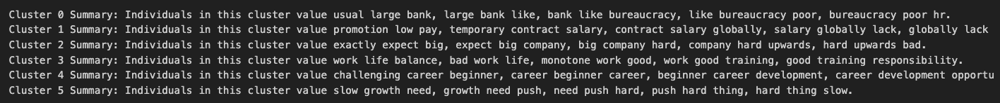 Cluster 0 Summary: Individuals in this cluster value usual large bank, large bank like, bank like bureaucracy, like bureaucracy poor, bureaucracy poor hr.
Cluster 1 Summary: Individuals in this cluster value promotion low pay, temporary contract salary, contract salary globally, salary globally lack, globally lack
Cluster 2 Summary: Individuals in this cluster value exactly expect big, expect big company, big company hard, company hard upwards, hard upwards bad.
Cluster 3 Summary: Individuals in this cluster value work life balance, bad work life, monotone work good, work good training, good training responsibility.
Cluster 4 Summary: Individuals in this cluster value challenging career beginner, career beginner career, beginner career development, career development opportu
Cluster 5 Summary: Individuals in this cluster value slow growth need, growth need push, need push hard, push hard thing, hard thing slow.